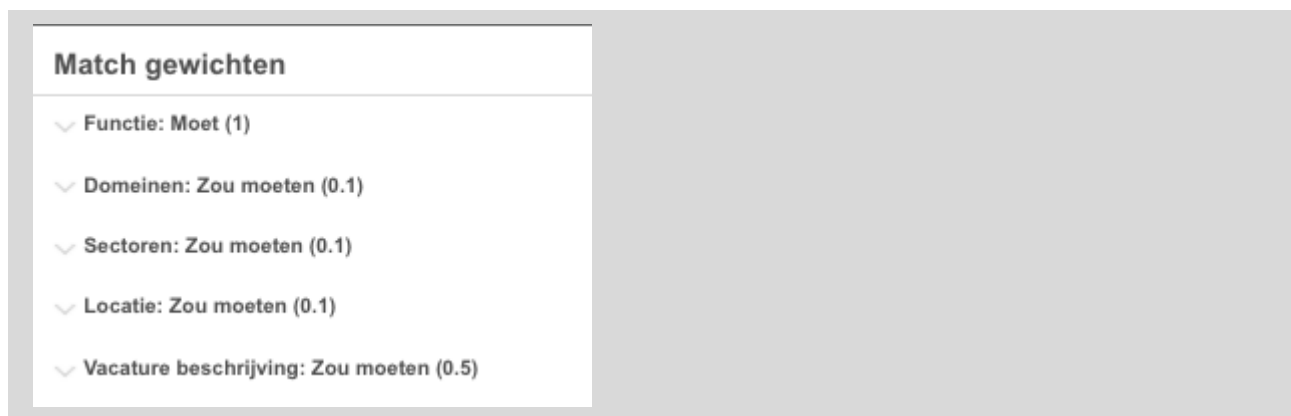 Match gewichten
Functie: Moet (1)
Domeinen: Zou moeten (0.1)
Sectoren: Zou moeten (0.1)
Locatie: Zou moeten (0.1)
Vacature beschrijving: Zou moeten (0.5)